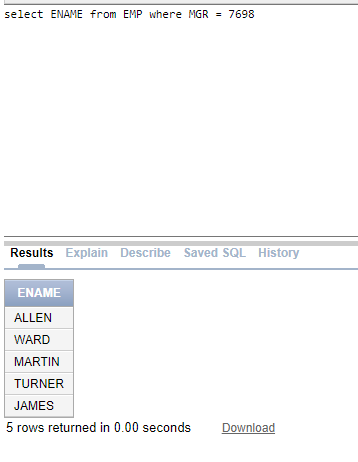 select ENAME from EMP where MGR = 7698
Results Explain Describe Saved SQL History
ENAME
ALLEN
WARD
MARTIN
TURNER
JAMES
5 rows returned in 0.00 seconds Download